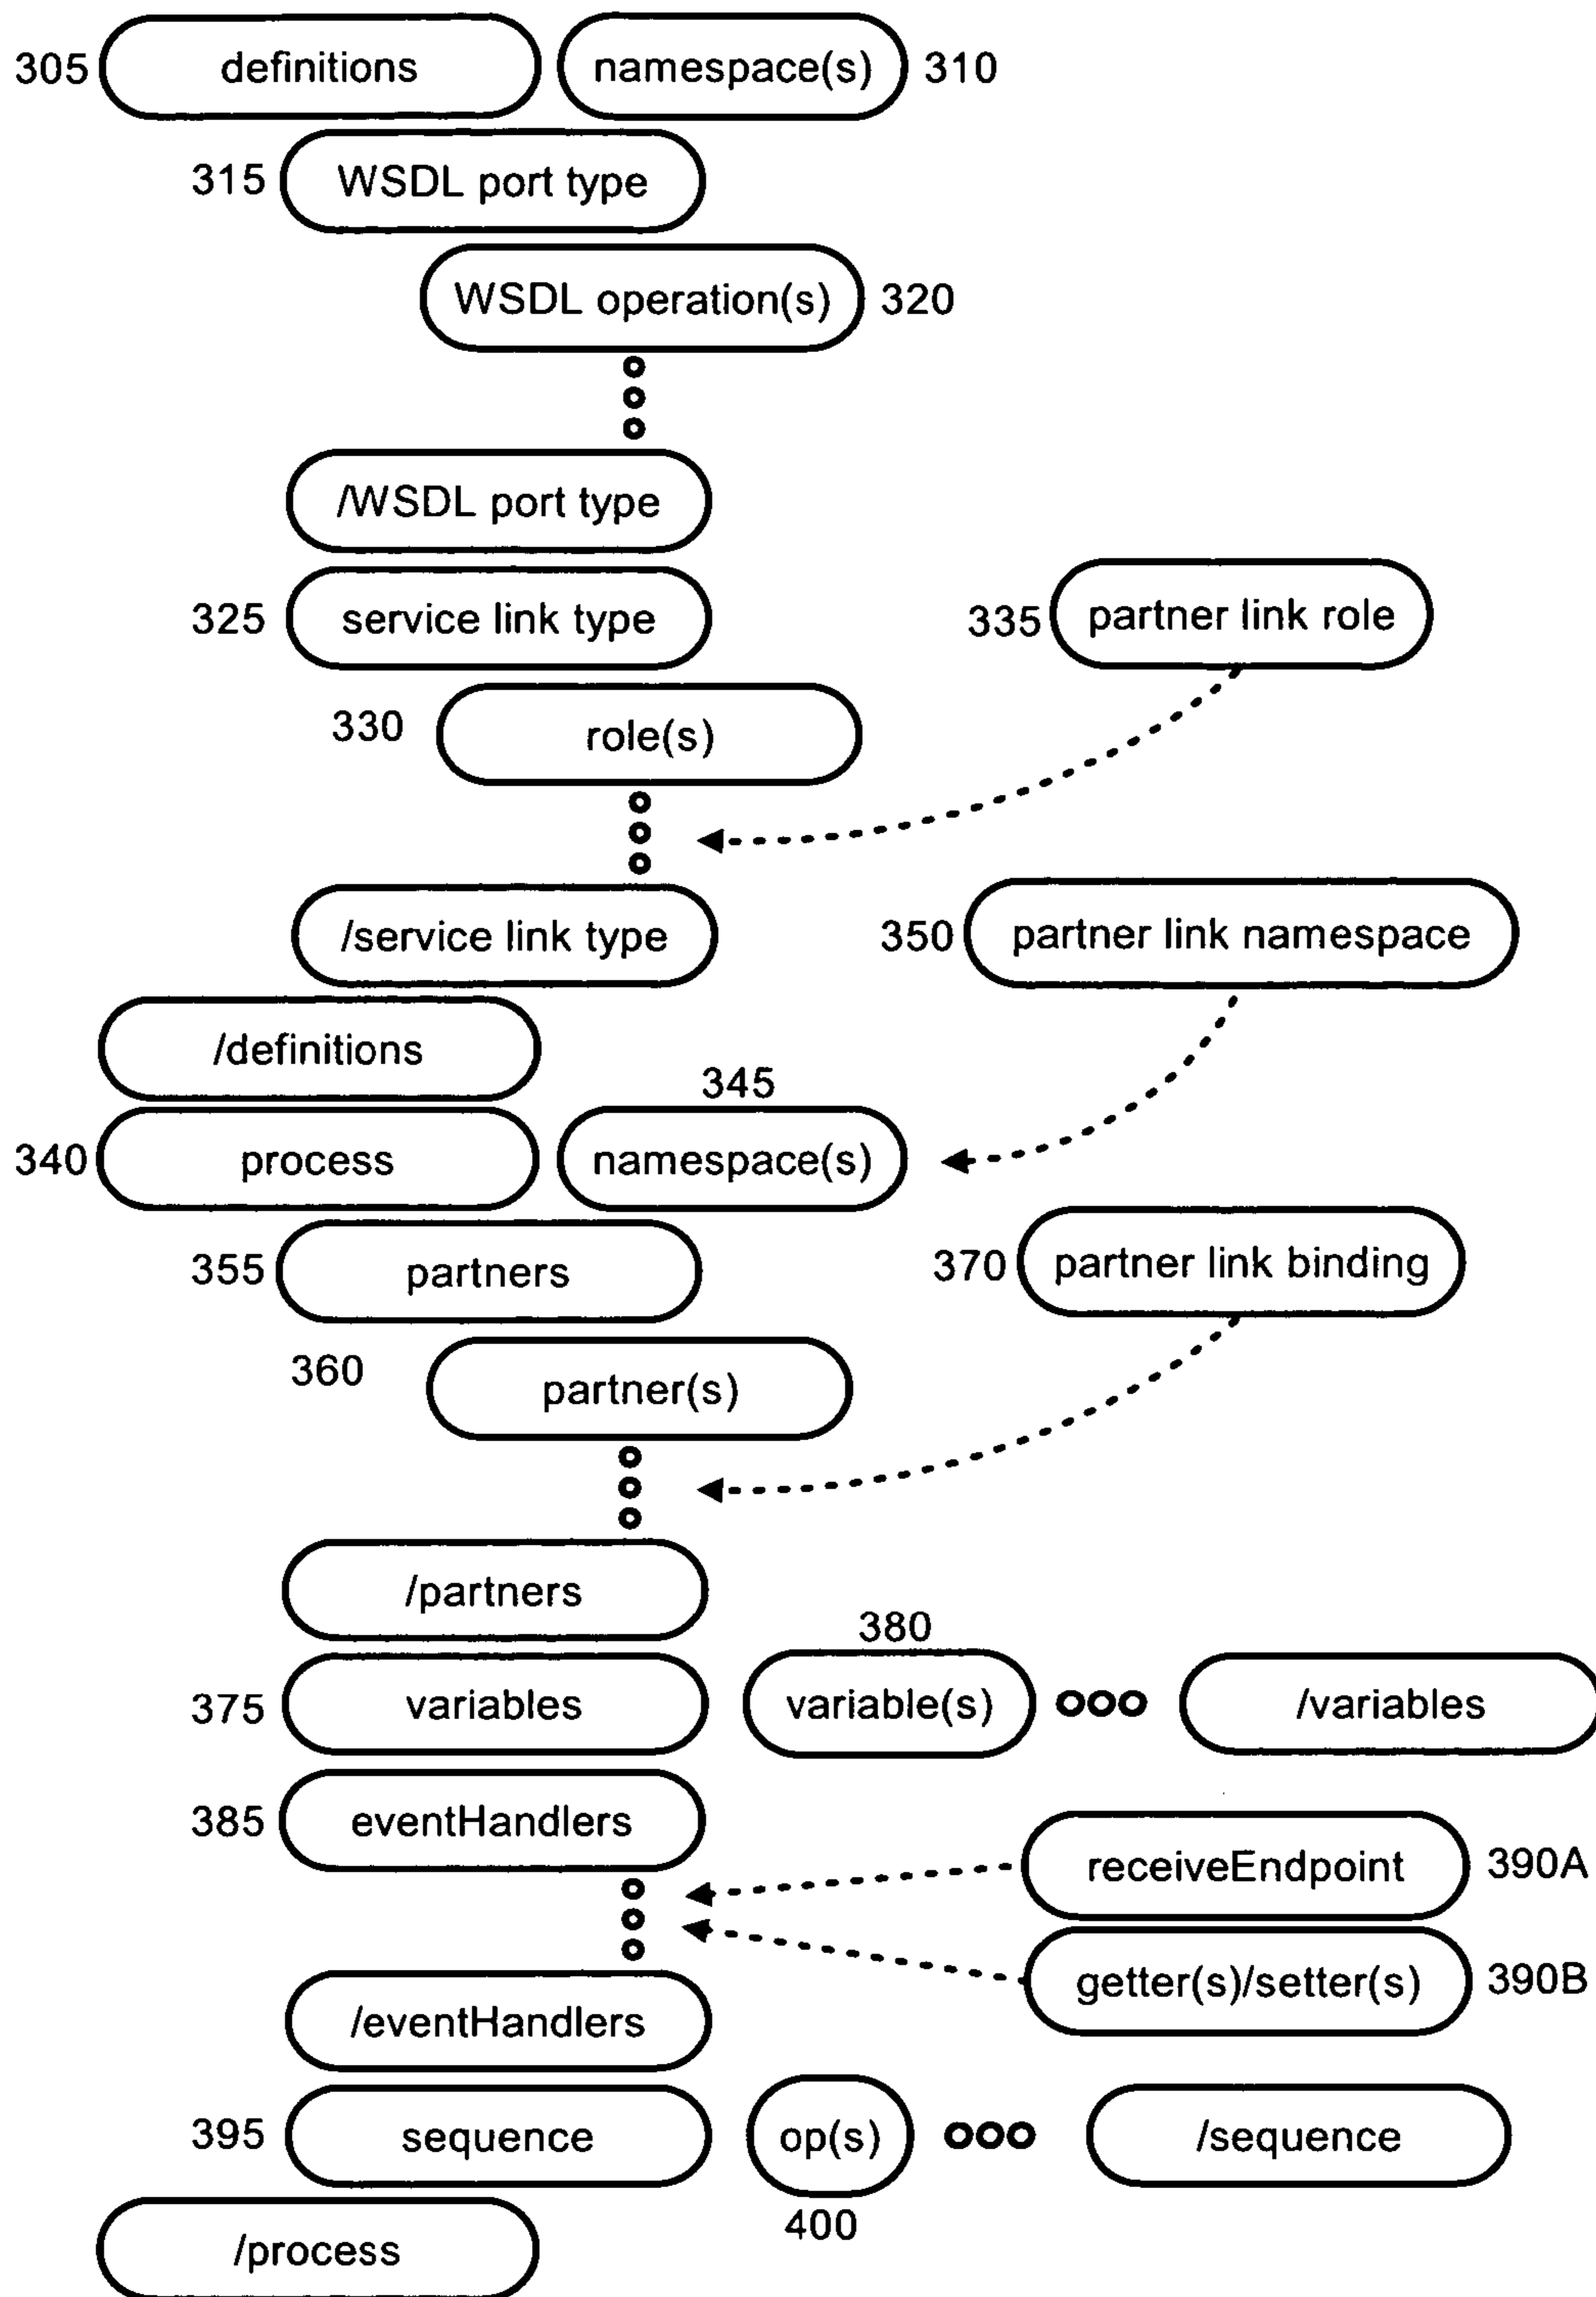 305 definitions namespace(s) 310
315 WSDL port type
WSDL operation(s) 320
/WSDL port type
325 service link type 335 partner link role
330 role(s)
/service link type 350 partner link namespace
/definitions
345
340 process namespace(s)
355 partners 370 partner link binding
360 partner(s)
/partners
380
375 variables variable(s) /variables
385 eventHandlers
receiveEndpoint 390A
getter(s)/setter(s) 390B
/eventHandlers
395 sequence op(s) /sequence
400
/process